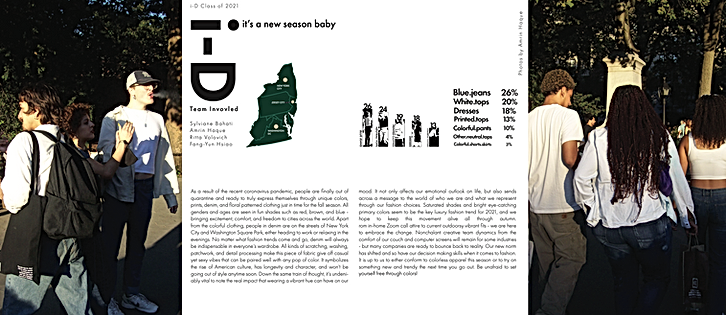 i-D Class of 2021
i-D
it's a new season baby
Photos by Amrin Haque
Team Invovled
Sylviane Bahati
Amrin Haque
Ritta Volovich
Fang-Yun Hsiao
Blue.jeans 26%
White.tops 20%
Dresses 18%
Printed.tops 13%
Colorful.pants 10%
Other.neutral.tops 4%
Colorful.shorts.skirts 3%
As a result of the recent coronavirus pandemic, people are finally out of
quarantine and ready to truly express themselves through unique colors,
prints, denim, and floral patterned clothing just in time for the fall season. All
genders and ages are seen in fun shades such as red, brown, and blue -
bringing excitement, comfort, and freedom to cities across the world. Apart
from the colorful clothing, people in denim are on the streets of New York
City and Washington Square Park, either heading to work or relaxing in the
evenings. No matter what fashion trends come and go, denim will always
be indispensable in everyone's wardrobe. All kinds of scratching, washing,
patchwork, and detail processing make this piece of fabric give off casual
yet sexy vibes that can be paired well with any pop of color. It symbolizes
the rise of American culture, has longevity and character, and won't be
going out of style anytime soon. Down the same train of thought, it's undeni-
ably vital to note the real impact that wearing a vibrant hue can have on our
mood. It not only affects our emotional outlook on life, but also sends
across a message to the world of who we are and what we represent
through our fashion choices. Saturated shades and bright eye-catching
primary colors seem to be the key luxury fashion trend for 2021, and we
hope to keep this movement alive all through autumn.
rom in-home Zoom call attire to current outdoorsy vibrant fits - we are here
to embrace the change. Nonchalant creative team dynamics from the
comfort of our couch and computer screens will remain for some industries
- but many companies are ready to bounce back to reality. Our new norm
has shifted and so have our decision making skills when it comes to fashion.
It is up to us to either conform to colorless apparel this season or to try on
something new and trendy the next time you go out. Be unafraid to set
yourself free through colors!